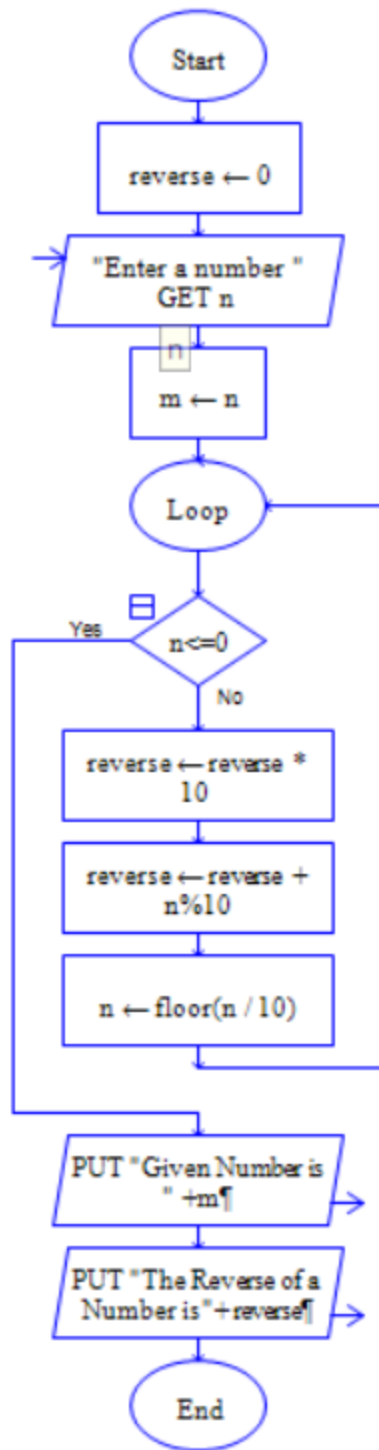 Start
reverse ← 0
"Enter a number "
GET n
n
m ← n
Loop
Yes
n<=0
No
reverse ← reverse *
10
reverse ← reverse +
n%10
n ← floor(n / 10)
PUT "Given Number is
" +m¶
PUT "The Reverse of a
Number is"+reverse¶
End